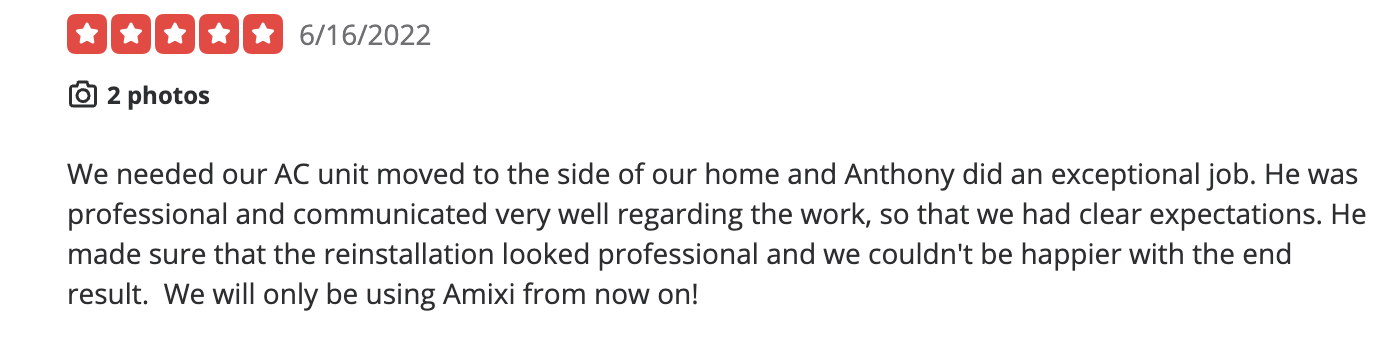 6/16/2022
2 photos
We needed our AC unit moved to the side of our home and Anthony did an exceptional job. He was
professional and communicated very well regarding the work, so that we had clear expectations. He
made sure that the reinstallation looked professional and we couldn't be happier with the end
result.  We will only be using Amixi from now on!